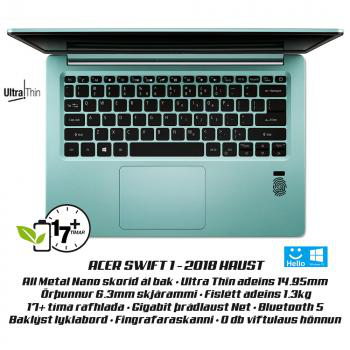 Ultra Thin
17+
TÍMAR
Hello
ACER SWIFT 1 - 2018 HAUST
All Metal Nano skorið ál bak • Ultra Thin aðeins 14.95mm
Örþunnur 6.3mm skjárammi • Fislétt aðeins 1.3kg
17+ tíma rafhlaða • Gigabit þráðlaust Net • Bluetooth 5
Baklýst lyklaborð • Fingrafaraskanni • 0 db viftulaus hönnun